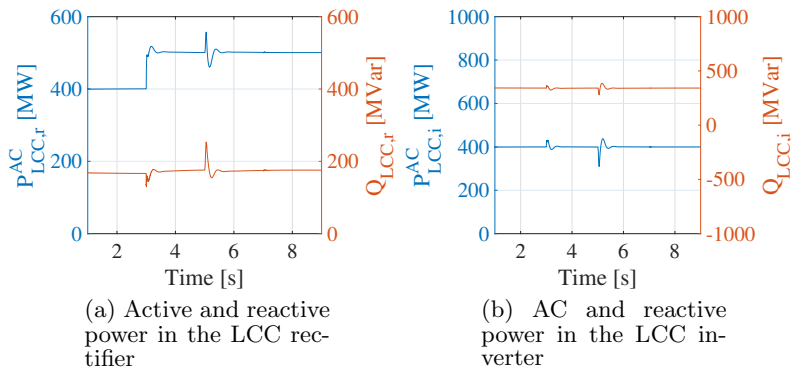 600
400
200
0
P^AC_LCC,r [MW]
600
400
200
0
Q_LCC,r [MVar]
2 4 6 8
Time [s]
(a) Active and reactive
power in the LCC rec-
tifier
1000
800
600
400
200
0
P^AC_LCC,i [MW]
1000
500
0
-500
-1000
Q_LCC,i [MVar]
2 4 6 8
Time [s]
(b) AC and reactive
power in the LCC in-
verter